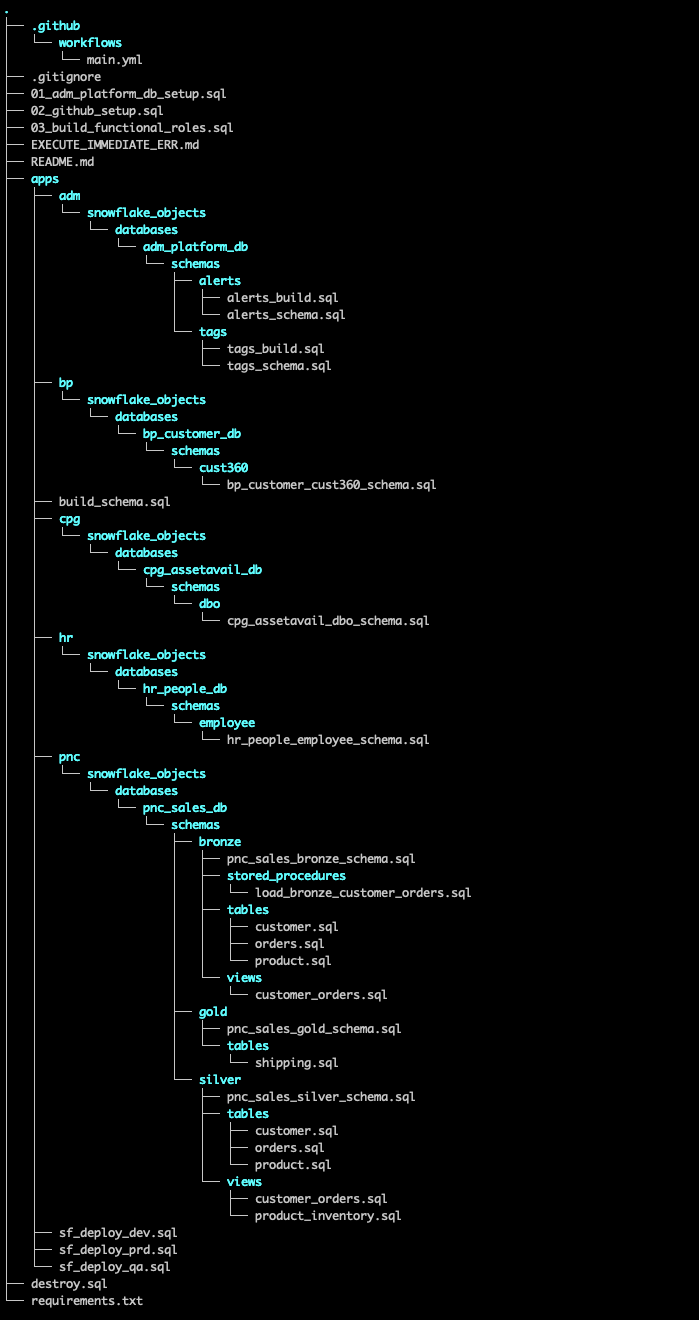 .
├── .github
│   └── workflows
│       └── main.yml
├── .gitignore
├── 01_adm_platform_db_setup.sql
├── 02_github_setup.sql
├── 03_build_functional_roles.sql
├── EXECUTE_IMMEDIATE_ERR.md
├── README.md
├── apps
│   ├── adm
│   │   └── snowflake_objects
│   │       └── databases
│   │           └── adm_platform_db
│   │               └── schemas
│   │                   ├── alerts
│   │                   │   ├── alerts_build.sql
│   │                   │   └── alerts_schema.sql
│   │                   └── tags
│   │                       ├── tags_build.sql
│   │                       └── tags_schema.sql
│   ├── bp
│   │   └── snowflake_objects
│   │       └── databases
│   │           └── bp_customer_db
│   │               └── schemas
│   │                   └── cust360
│   │                       └── bp_customer_cust360_schema.sql
│   ├── build_schema.sql
│   ├── cpg
│   │   └── snowflake_objects
│   │       └── databases
│   │           └── cpg_assetavail_db
│   │               └── schemas
│   │                   └── dbo
│   │                       └── cpg_assetavail_dbo_schema.sql
│   ├── hr
│   │   └── snowflake_objects
│   │       └── databases
│   │           └── hr_people_db
│   │               └── schemas
│   │                   └── employee
│   │                       └── hr_people_employee_schema.sql
│   ├── pnc
│   │   └── snowflake_objects
│   │       └── databases
│   │           └── pnc_sales_db
│   │               └── schemas
│   │                   ├── bronze
│   │                   │   ├── pnc_sales_bronze_schema.sql
│   │                   │   ├── stored_procedures
│   │                   │   │   └── load_bronze_customer_orders.sql
│   │                   │   ├── tables
│   │                   │   │   ├── customer.sql
│   │                   │   │   ├── orders.sql
│   │                   │   │   └── product.sql
│   │                   │   └── views
│   │                   │       └── customer_orders.sql
│   │                   ├── gold
│   │                   │   ├── pnc_sales_gold_schema.sql
│   │                   │   └── tables
│   │                   │       └── shipping.sql
│   │                   └── silver
│   │                       ├── pnc_sales_silver_schema.sql
│   │                       ├── tables
│   │                       │   ├── customer.sql
│   │                       │   ├── orders.sql
│   │                       │   └── product.sql
│   │                       └── views
│   │                           ├── customer_orders.sql
│   │                           └── product_inventory.sql
│   ├── sf_deploy_dev.sql
│   ├── sf_deploy_prd.sql
│   └── sf_deploy_qa.sql
├── destroy.sql
└── requirements.txt